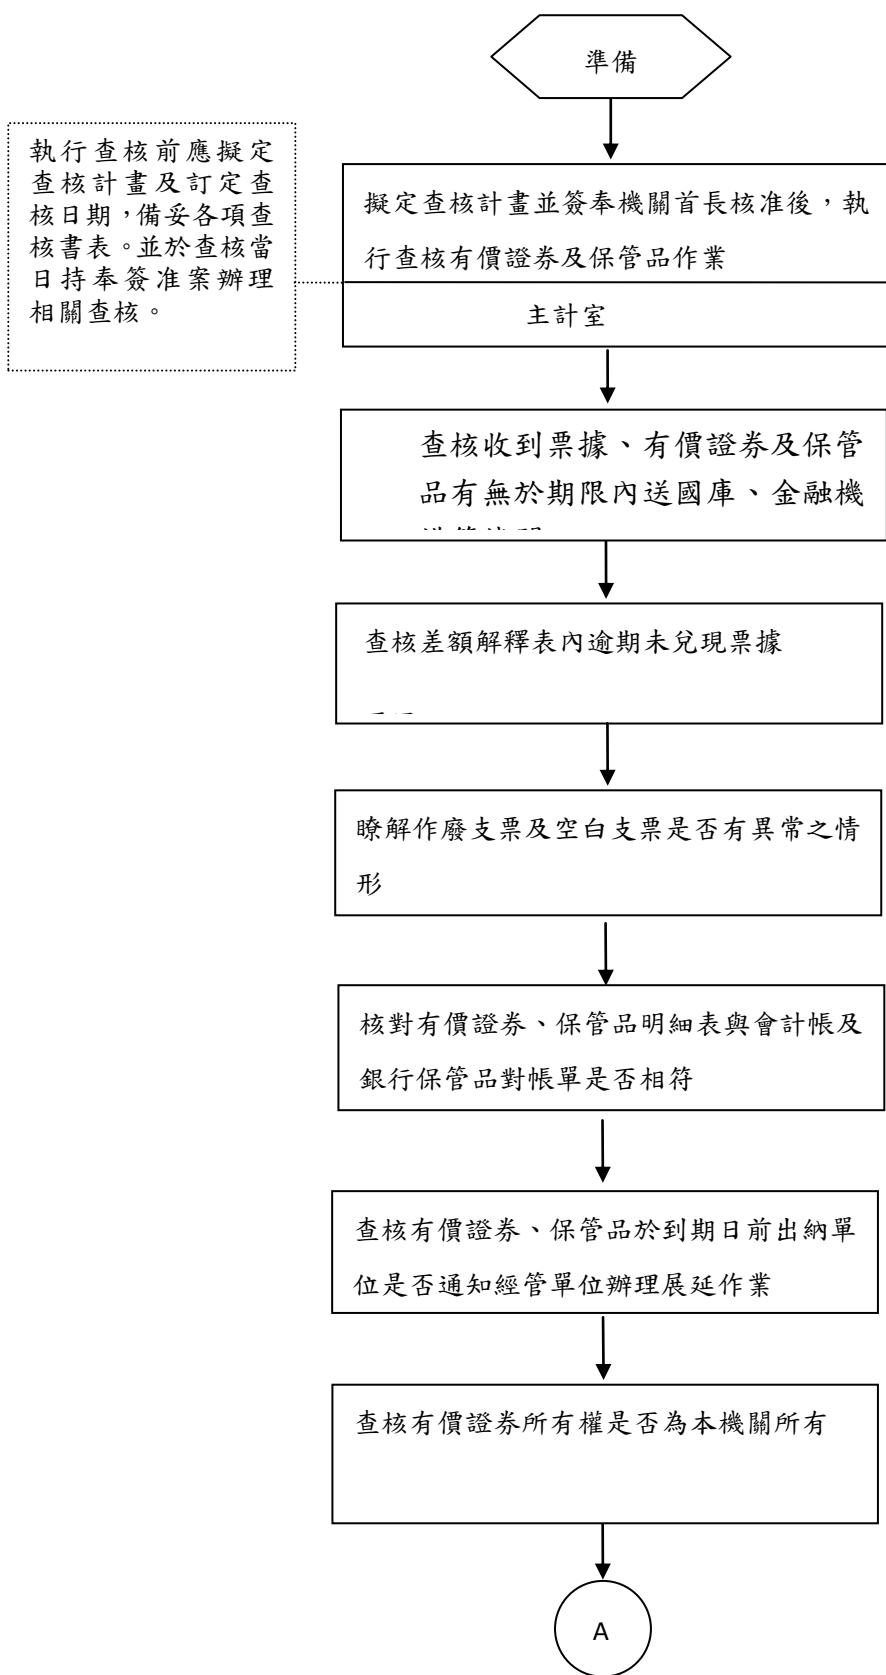 準備
執行查核前應擬定
查核計畫及訂定查
核日期，備妥各項查
核書表。並於查核當
日持奉簽准案辦理
相關查核。
擬定查核計畫並簽奉機關首長核准後，執
行查核有價證券及保管品作業
主計室
查核收到票據、有價證券及保管
品有無於期限內送國庫、金融機
查核差額解釋表內逾期未兌現票據
瞭解作廢支票及空白支票是否有異常之情
形
核對有價證券、保管品明細表與會計帳及
銀行保管品對帳單是否相符
查核有價證券、保管品於到期日前出納單
位是否通知經管單位辦理展延作業
查核有價證券所有權是否為本機關所有
A